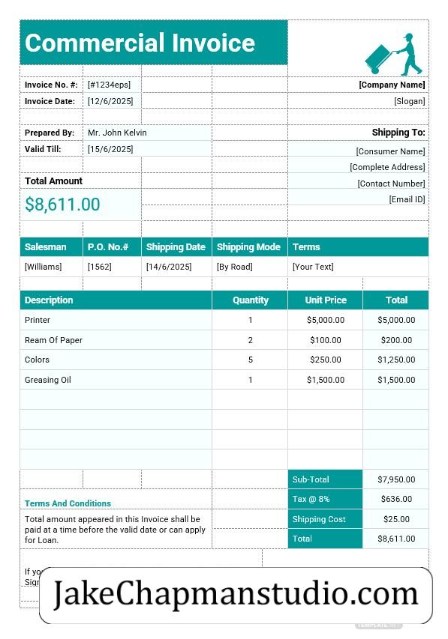 Commercial Invoice
Invoice No. #: [#1234eps] [Company Name]
Invoice Date: [12/6/2025] [Slogan]
Prepared By: Mr. John Kelvin Shipping To:
Valid Till: [15/6/2025] [Consumer Name]
[Complete Address]
Total Amount [Contact Number]
$8,611.00 [Email ID]
Salesman P.O. No.# Shipping Date Shipping Mode Terms
[Williams] [1562] [14/6/2025] [By Road] [Your Text]
Description Quantity Unit Price Total
Printer 1 $5,000.00 $5,000.00
Ream Of Paper 2 $100.00 $200.00
Colors 5 $250.00 $1,250.00
Greasing Oil 1 $1,500.00 $1,500.00
Sub-Total $7,950.00
Tax @ 8% $636.00
Shipping Cost $25.00
Total $8,611.00
Terms And Conditions
Total amount appeared in this Invoice shall be
paid at a time before the valid date or can apply
for Loan.
If
JakeChapmanstudio.com